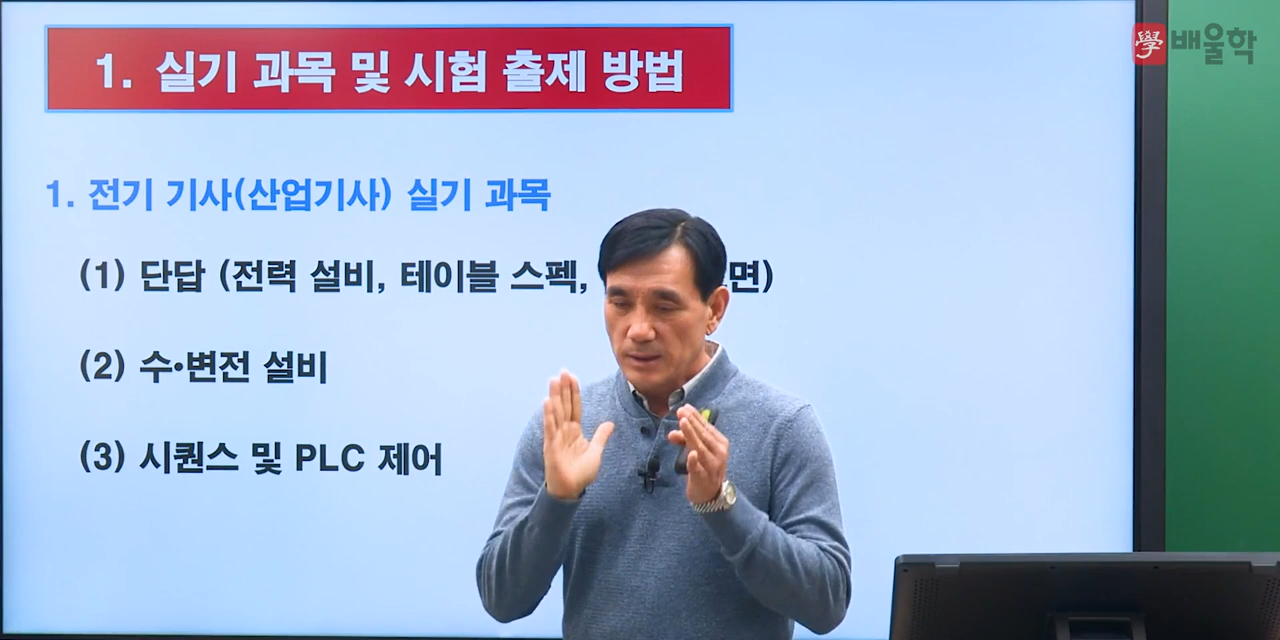 1. 실기 과목 및 시험 출제 방법
學 배울학
1. 전기 기사(산업기사) 실기 과목
(1) 단답 (전력 설비, 테이블 스펙, 면)
(2) 수•변전 설비
(3) 시퀀스 및 PLC 제어